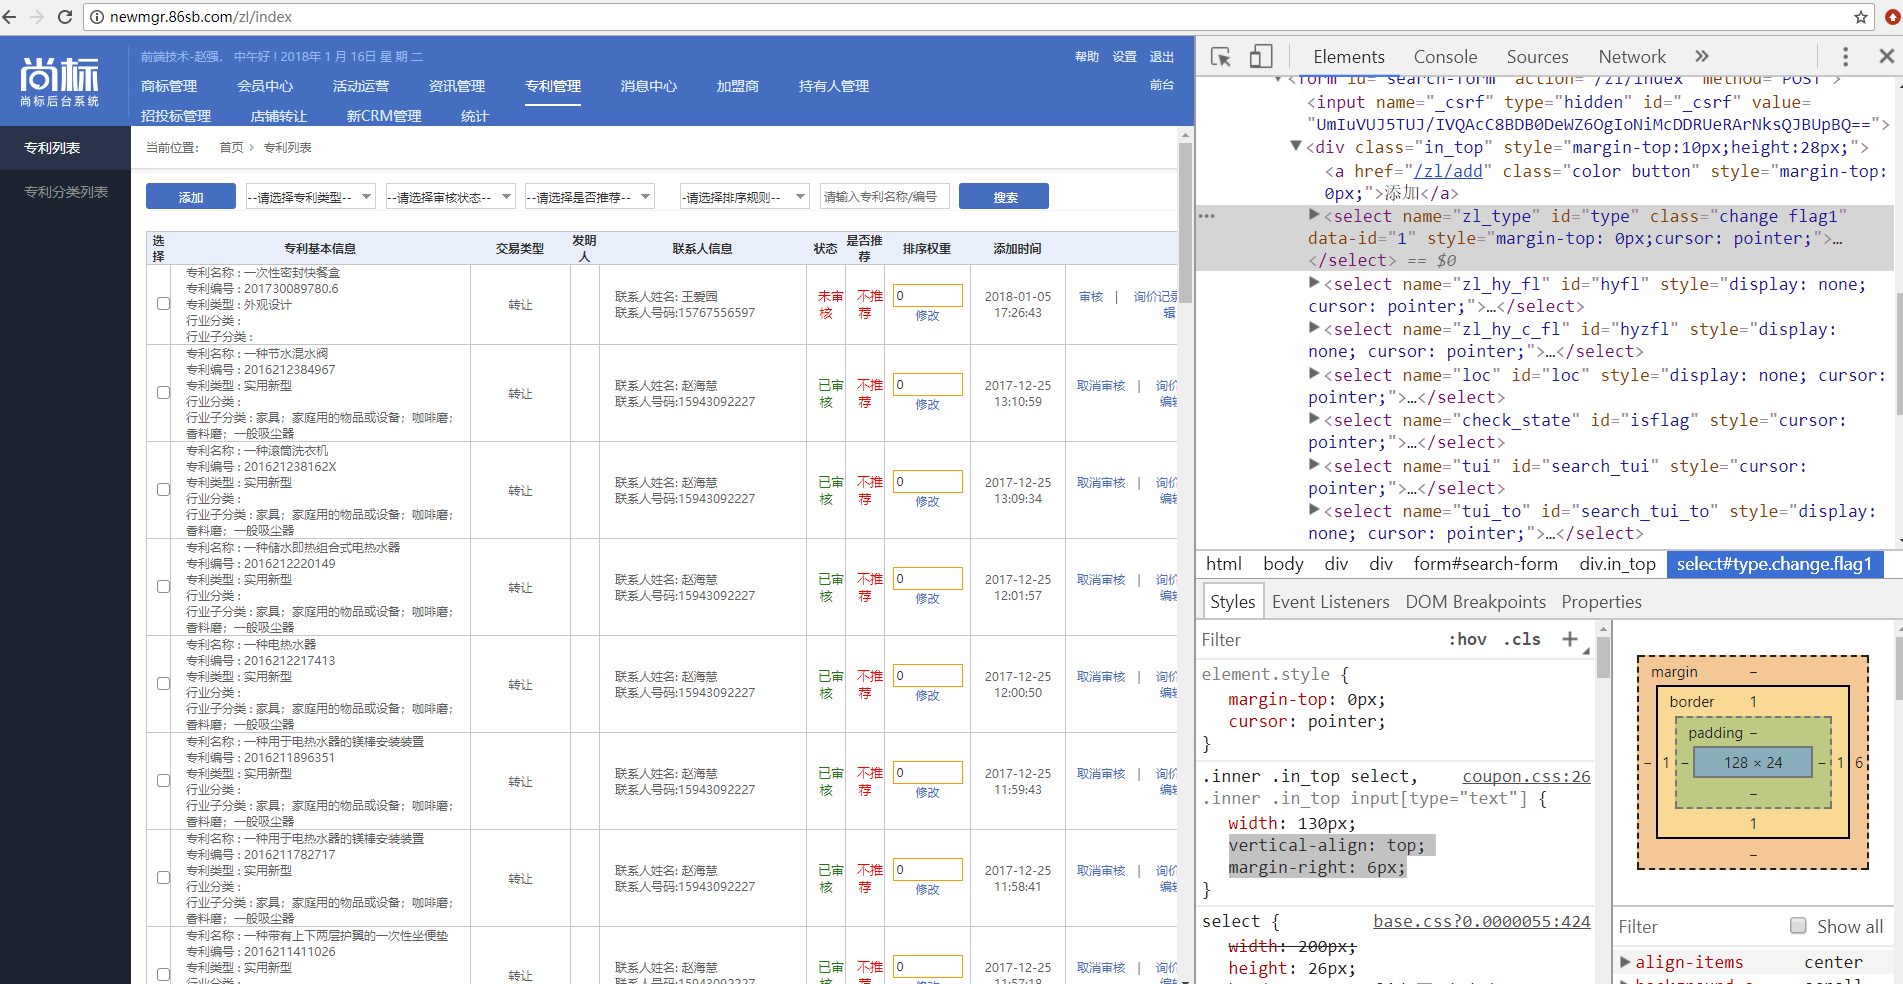 newmgr.86sb.com/zl/index
尚标
尚标后台系统
前端技术-赵强， 中午好 ! 2018年 1 月 16日 星 期 二
帮助 设置 退出
商标管理 会员中心 活动运营 资讯管理 专利管理 消息中心 加盟商 持有人管理
前台
招投标管理 店铺转让 新CRM管理 统计
专利列表
专利分类列表
当前位置： 首页 > 专利列表
添加 --请选择专利类型-- --请选择审核状态-- --请选择是否推荐-- --请选择排序规则-- 请输入专利名称/编号 搜索
选择 专利基本信息 交易类型 发明人 联系人信息 状态 是否推荐 排序权重 添加时间
专利名称 : 一次性密封快餐盒
专利编号 : 201730089780.6
专利类型 : 外观设计
行业分类 :
行业子分类 :
转让
联系人姓名: 王爱园
联系人号码:15767556597
未审核
不推荐
0
修改
2018-01-05
17:26:43
审核 | 询价记录
辑
专利名称 : 一种节水混水阀
专利编号 : 2016212384967
专利类型 : 实用新型
行业分类 :
行业子分类 : 家具；家庭用的物品或设备；咖啡磨；
香料磨；一般吸尘器
转让
联系人姓名: 赵海慧
联系人号码:15943092227
已审核
不推荐
0
修改
2017-12-25
13:10:59
取消审核 | 询价
编辑
专利名称 : 一种滚筒洗衣机
专利编号 : 201621238162X
专利类型 : 实用新型
行业分类 :
行业子分类 : 家具；家庭用的物品或设备；咖啡磨；
香料磨；一般吸尘器
转让
联系人姓名: 赵海慧
联系人号码:15943092227
已审核
不推荐
0
修改
2017-12-25
13:09:34
取消审核 | 询价
编辑
专利名称 : 一种储水即热组合式电热水器
专利编号 : 2016212220149
专利类型 : 实用新型
行业分类 :
行业子分类 : 家具；家庭用的物品或设备；咖啡磨；
香料磨；一般吸尘器
转让
联系人姓名: 赵海慧
联系人号码:15943092227
已审核
不推荐
0
修改
2017-12-25
12:01:57
取消审核 | 询价
编辑
专利名称 : 一种电热水器
专利编号 : 2016212217413
专利类型 : 实用新型
行业分类 :
行业子分类 : 家具；家庭用的物品或设备；咖啡磨；
香料磨；一般吸尘器
转让
联系人姓名: 赵海慧
联系人号码:15943092227
已审核
不推荐
0
修改
2017-12-25
12:00:50
取消审核 | 询价
编辑
专利名称 : 一种用于电热水器的镁棒安装装置
专利编号 : 2016211896351
专利类型 : 实用新型
行业分类 :
行业子分类 : 家具；家庭用的物品或设备；咖啡磨；
香料磨；一般吸尘器
转让
联系人姓名: 赵海慧
联系人号码:15943092227
已审核
不推荐
0
修改
2017-12-25
11:59:43
取消审核 | 询价
编辑
专利名称 : 一种用于电热水器的镁棒安装装置
专利编号 : 2016211782717
专利类型 : 实用新型
行业分类 :
行业子分类 : 家具；家庭用的物品或设备；咖啡磨；
香料磨；一般吸尘器
转让
联系人姓名: 赵海慧
联系人号码:15943092227
已审核
不推荐
0
修改
2017-12-25
11:58:41
取消审核 | 询价
编辑
专利名称 : 一种带有上下两层护翼的一次性坐便垫
专利编号 : 2016211411026
专利类型 : 实用新型
行业分类 :
转让
联系人姓名: 赵海慧
联系人号码:15943092227
已审核
不推荐
0
修改
2017-12-25
11:57:18
取消审核 | 询价
编辑
Elements Console Sources Network »
<form id="search-form" action="/zl/index" method="POST">
<input name="_csrf" type="hidden" id="_csrf" value=
"UmIuVUJ5TUJ/IVQAcC8BDB0DeWZ6OgIoNiMcDDRUeRArNksQJBUpBQ==">
<div class="in_top" style="margin-top:10px;height:28px;">
<a href="/zl/add" class="color button" style="margin-top:
0px;">添加</a>
<select name="zl_type" id="type" class="change flag1"
data-id="1" style="margin-top: 0px;cursor: pointer;">…
</select> == $0
<select name="zl_hy_fl" id="hyfl" style="display: none;
cursor: pointer;">…</select>
<select name="zl_hy_c_fl" id="hyzfl" style="display:
none; cursor: pointer;">…</select>
<select name="loc" id="loc" style="display: none; cursor:
pointer;">…</select>
<select name="check_state" id="isflag" style="cursor:
pointer;">…</select>
<select name="tui" id="search_tui" style="cursor:
pointer;">…</select>
<select name="tui_to" id="search_tui_to" style="display:
none; cursor: pointer;">…</select>
html body div div form#search-form div.in_top select#type.change.flag1
Styles Event Listeners DOM Breakpoints Properties
Filter :hov .cls +
element.style {
margin-top: 0px;
cursor: pointer;
}
.inner .in_top select, coupon.css:26
.inner .in_top input[type="text"] {
width: 130px;
vertical-align: top;
margin-right: 6px;
}
select { base.css?0.0000055:424
width: 200px;
height: 26px;
margin –
border 1
padding –
– 1 – 128 × 24 – 1 6
–
1
–
Filter Show all
align-items center